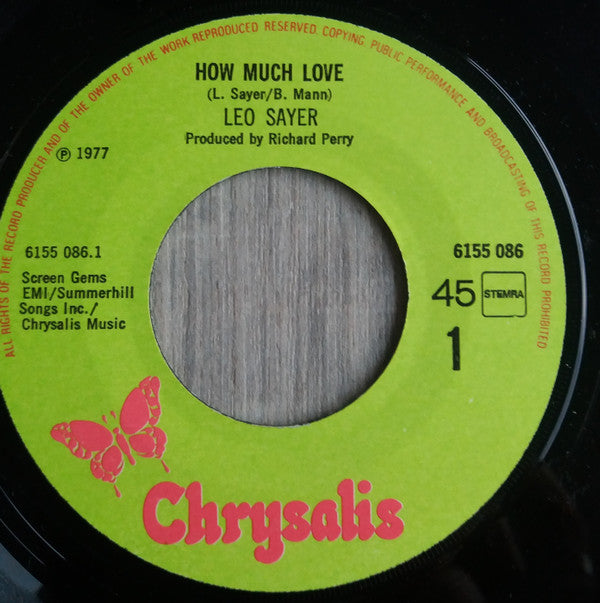 ALL RIGHTS OF THE RECORD PRODUCER AND OF THE OWNER OF THE WORK REPRODUCED RESERVED. COPYING, PUBLIC PERFORMANCE AND BROADCASTING OF THIS RECORD PROHIBITED
HOW MUCH LOVE
(L. Sayer/B. Mann)
LEO SAYER
Produced by Richard Perry
℗ 1977
6155 086.1
6155 086
Screen Gems
EMI/Summerhill
Songs Inc./
Chrysalis Music
45 STEMRA
1
Chrysalis